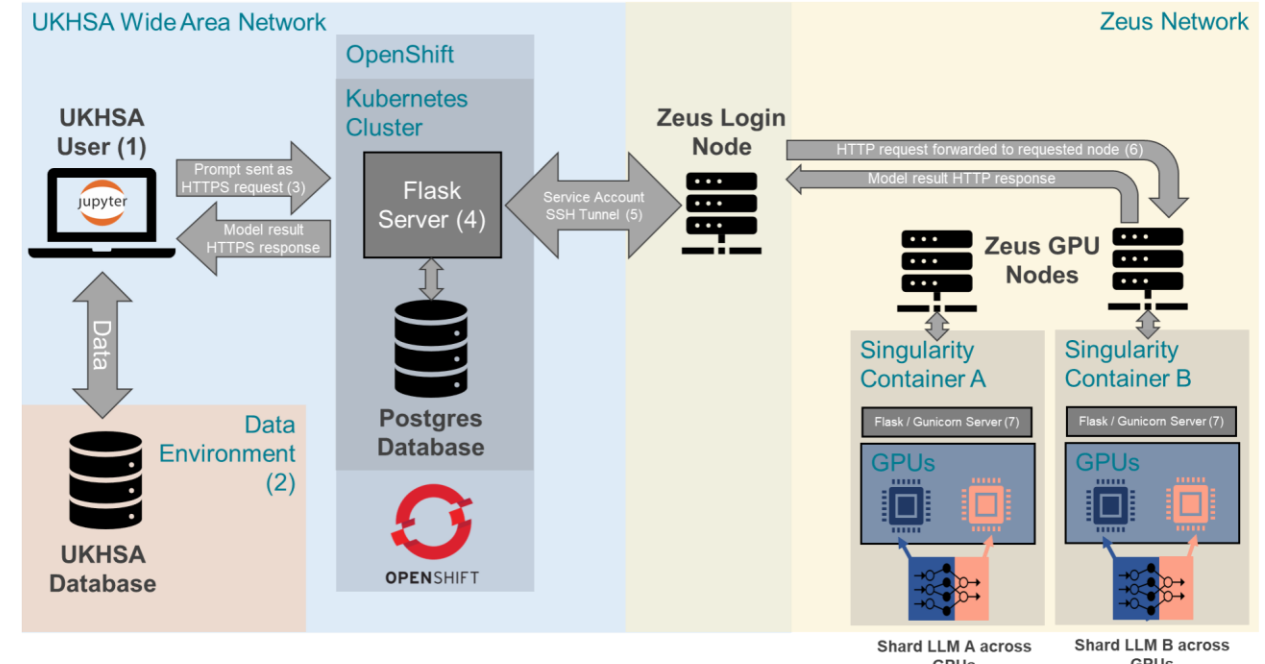 UKHSA Wide Area Network
Zeus Network
OpenShift
Kubernetes
Cluster
UKHSA
User (1)
jupyter
Prompt sent as
HTTPS request (3)
Model result
HTTPS response
Flask
Server (4)
Service Account
SSH Tunnel (5)
Zeus Login
Node
HTTP request forwarded to requested node (6)
Model result HTTP response
Zeus GPU
Nodes
Data
Postgres
Database
Data
Environment
(2)
UKHSA
Database
OPENSHIFT
Singularity
Container A
Flask / Gunicorn Server (7)
GPUs
Shard LLM A across
GPUs
Singularity
Container B
Flask / Gunicorn Server (7)
GPUs
Shard LLM B across
GPUs